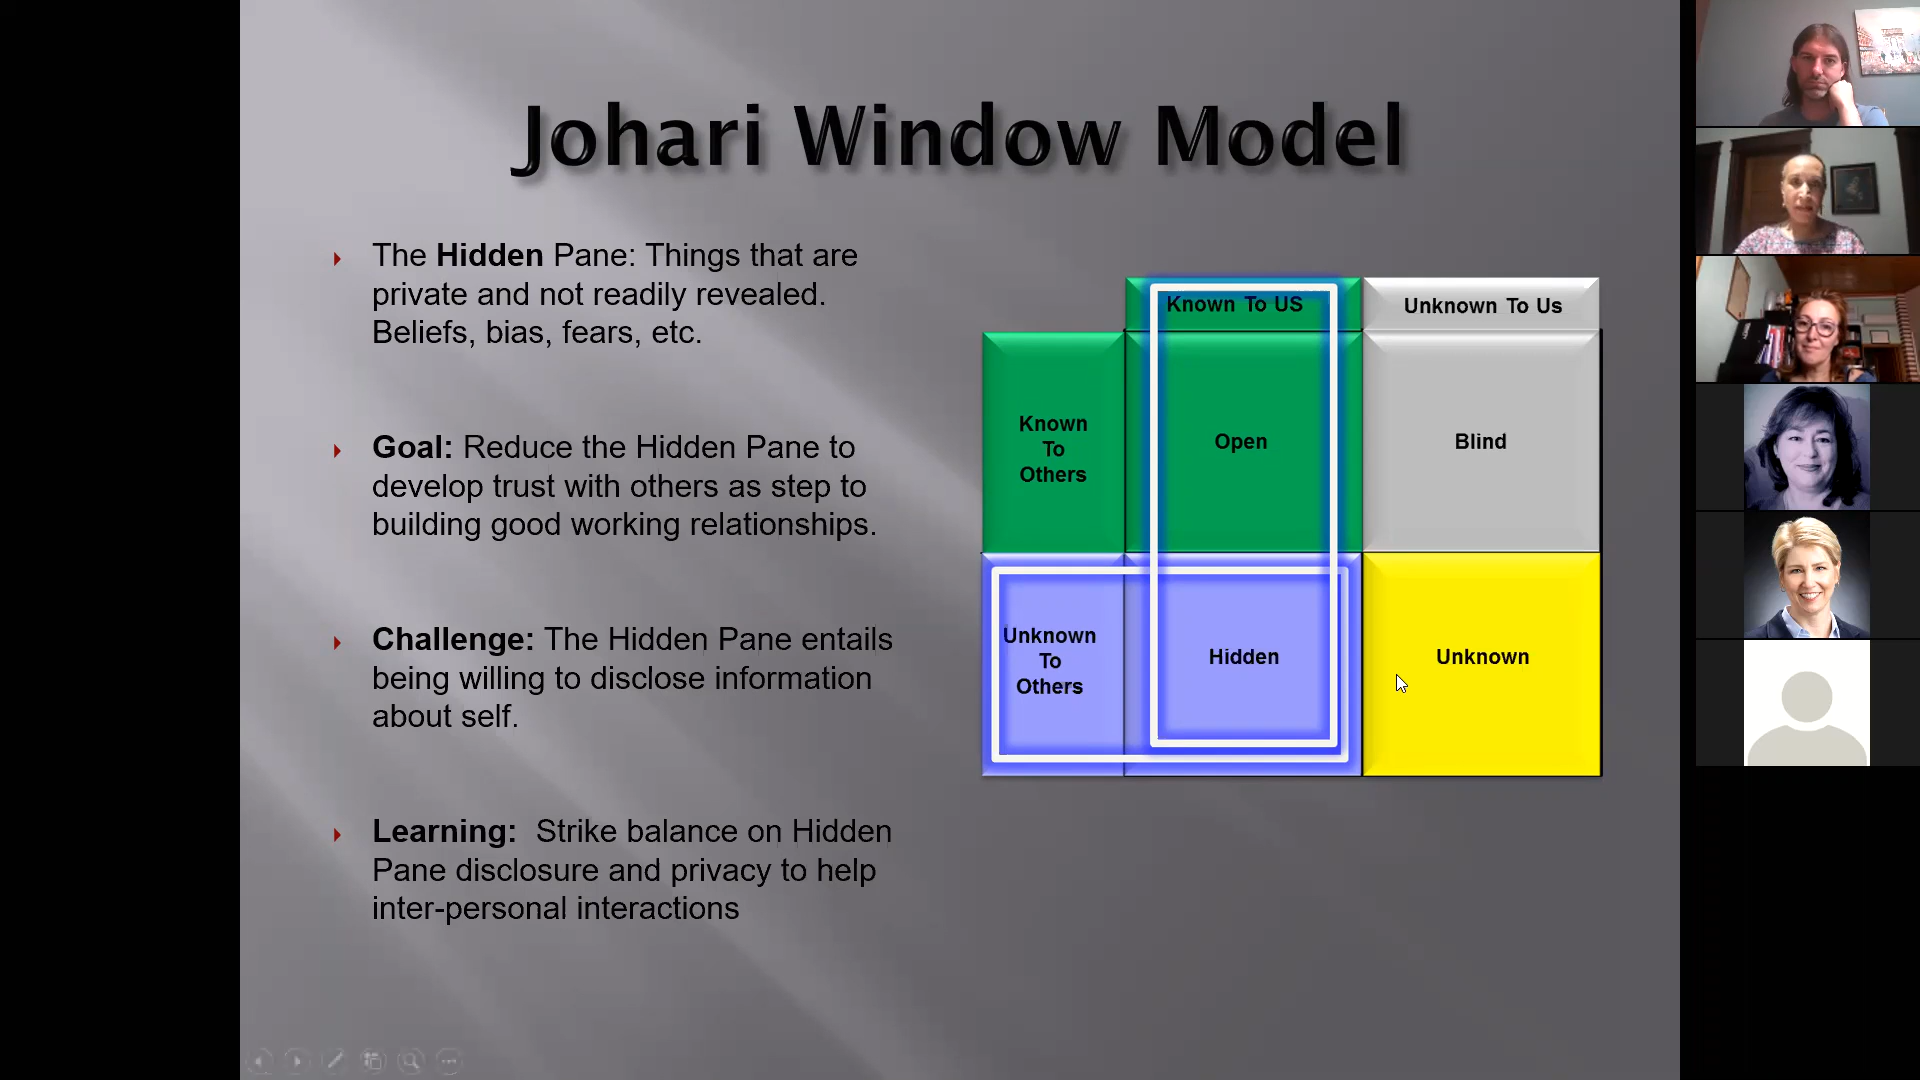 Johari Window Model
The Hidden Pane: Things that are
private and not readily revealed.
Beliefs, bias, fears, etc.
Goal: Reduce the Hidden Pane to
develop trust with others as step to
building good working relationships.
Challenge: The Hidden Pane entails
being willing to disclose information
about self.
Learning: Strike balance on Hidden
Pane disclosure and privacy to help
inter-personal interactions
Known To US
Unknown To Us
Known
To
Others
Open
Blind
Unknown
To
Others
Hidden
Unknown